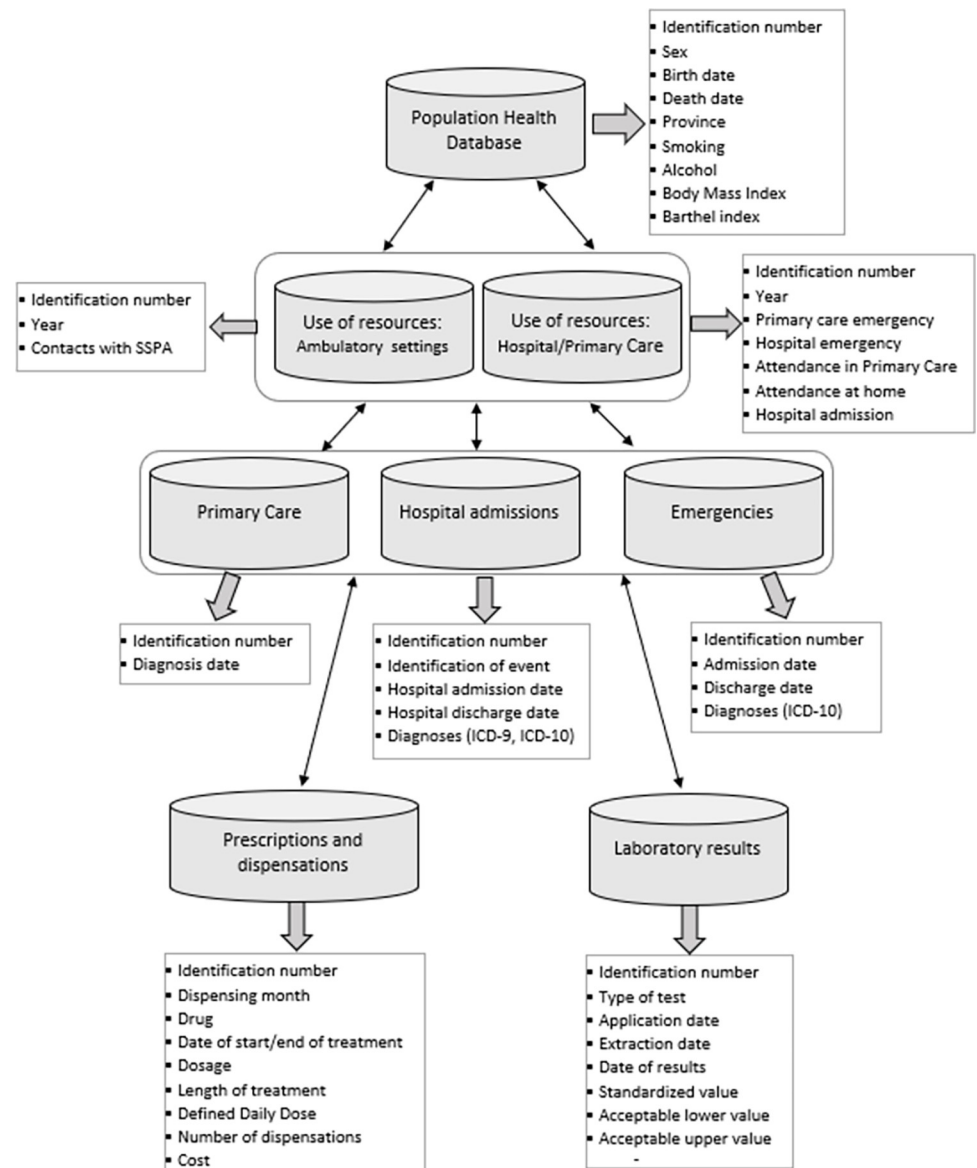 ▪ Identification number
▪ Sex
▪ Birth date
▪ Death date
▪ Province
▪ Smoking
▪ Alcohol
▪ Body Mass Index
▪ Barthel index
Population Health
Database
▪ Identification number
▪ Year
▪ Contacts with SSPA
Use of resources:
Ambulatory settings
Use of resources:
Hospital/Primary Care
▪ Identification number
▪ Year
▪ Primary care emergency
▪ Hospital emergency
▪ Attendance in Primary Care
▪ Attendance at home
▪ Hospital admission
Primary Care
Hospital admissions
Emergencies
▪ Identification number
▪ Diagnosis date
▪ Identification number
▪ Identification of event
▪ Hospital admission date
▪ Hospital discharge date
▪ Diagnoses (ICD-9, ICD-10)
▪ Identification number
▪ Admission date
▪ Discharge date
▪ Diagnoses (ICD-10)
Prescriptions and
dispensations
Laboratory results
▪ Identification number
▪ Dispensing month
▪ Drug
▪ Date of start/end of treatment
▪ Dosage
▪ Length of treatment
▪ Defined Daily Dose
▪ Number of dispensations
▪ Cost
▪ Identification number
▪ Type of test
▪ Application date
▪ Extraction date
▪ Date of results
▪ Standardized value
▪ Acceptable lower value
▪ Acceptable upper value
-